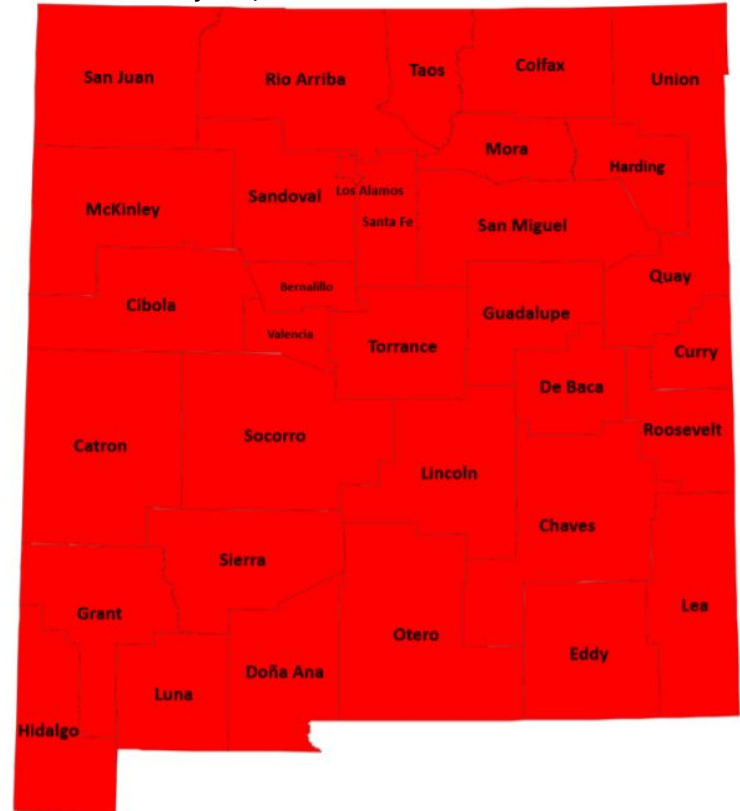 San Juan
Rio Arriba
Taos
Colfax
Union
Mora
Harding
McKinley
Sandoval
Los Alamos
Santa Fe
San Miguel
Cibola
Bernalillo
Valencia
Torrance
Guadalupe
Quay
Curry
De Baca
Roosevelt
Catron
Socorro
Lincoln
Chaves
Sierra
Grant
Otero
Lea
Eddy
Doña Ana
Luna
Hidalgo